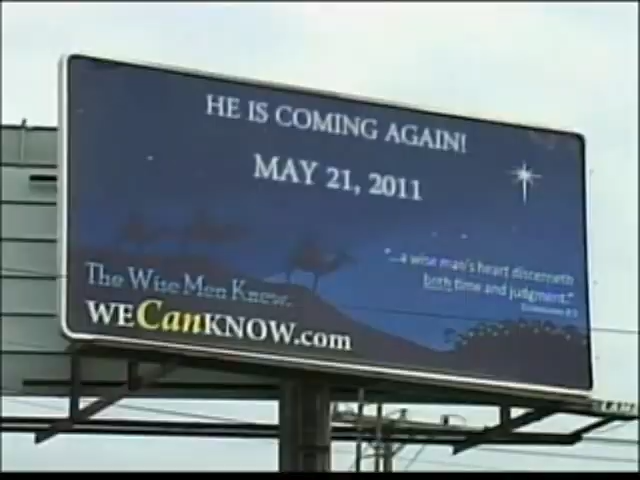 HE IS COMING AGAIN!
MAY 21, 2011
"...a wise man's heart discerneth
both time and judgment."
The Wise Men Knew...
WECanKNOW.com